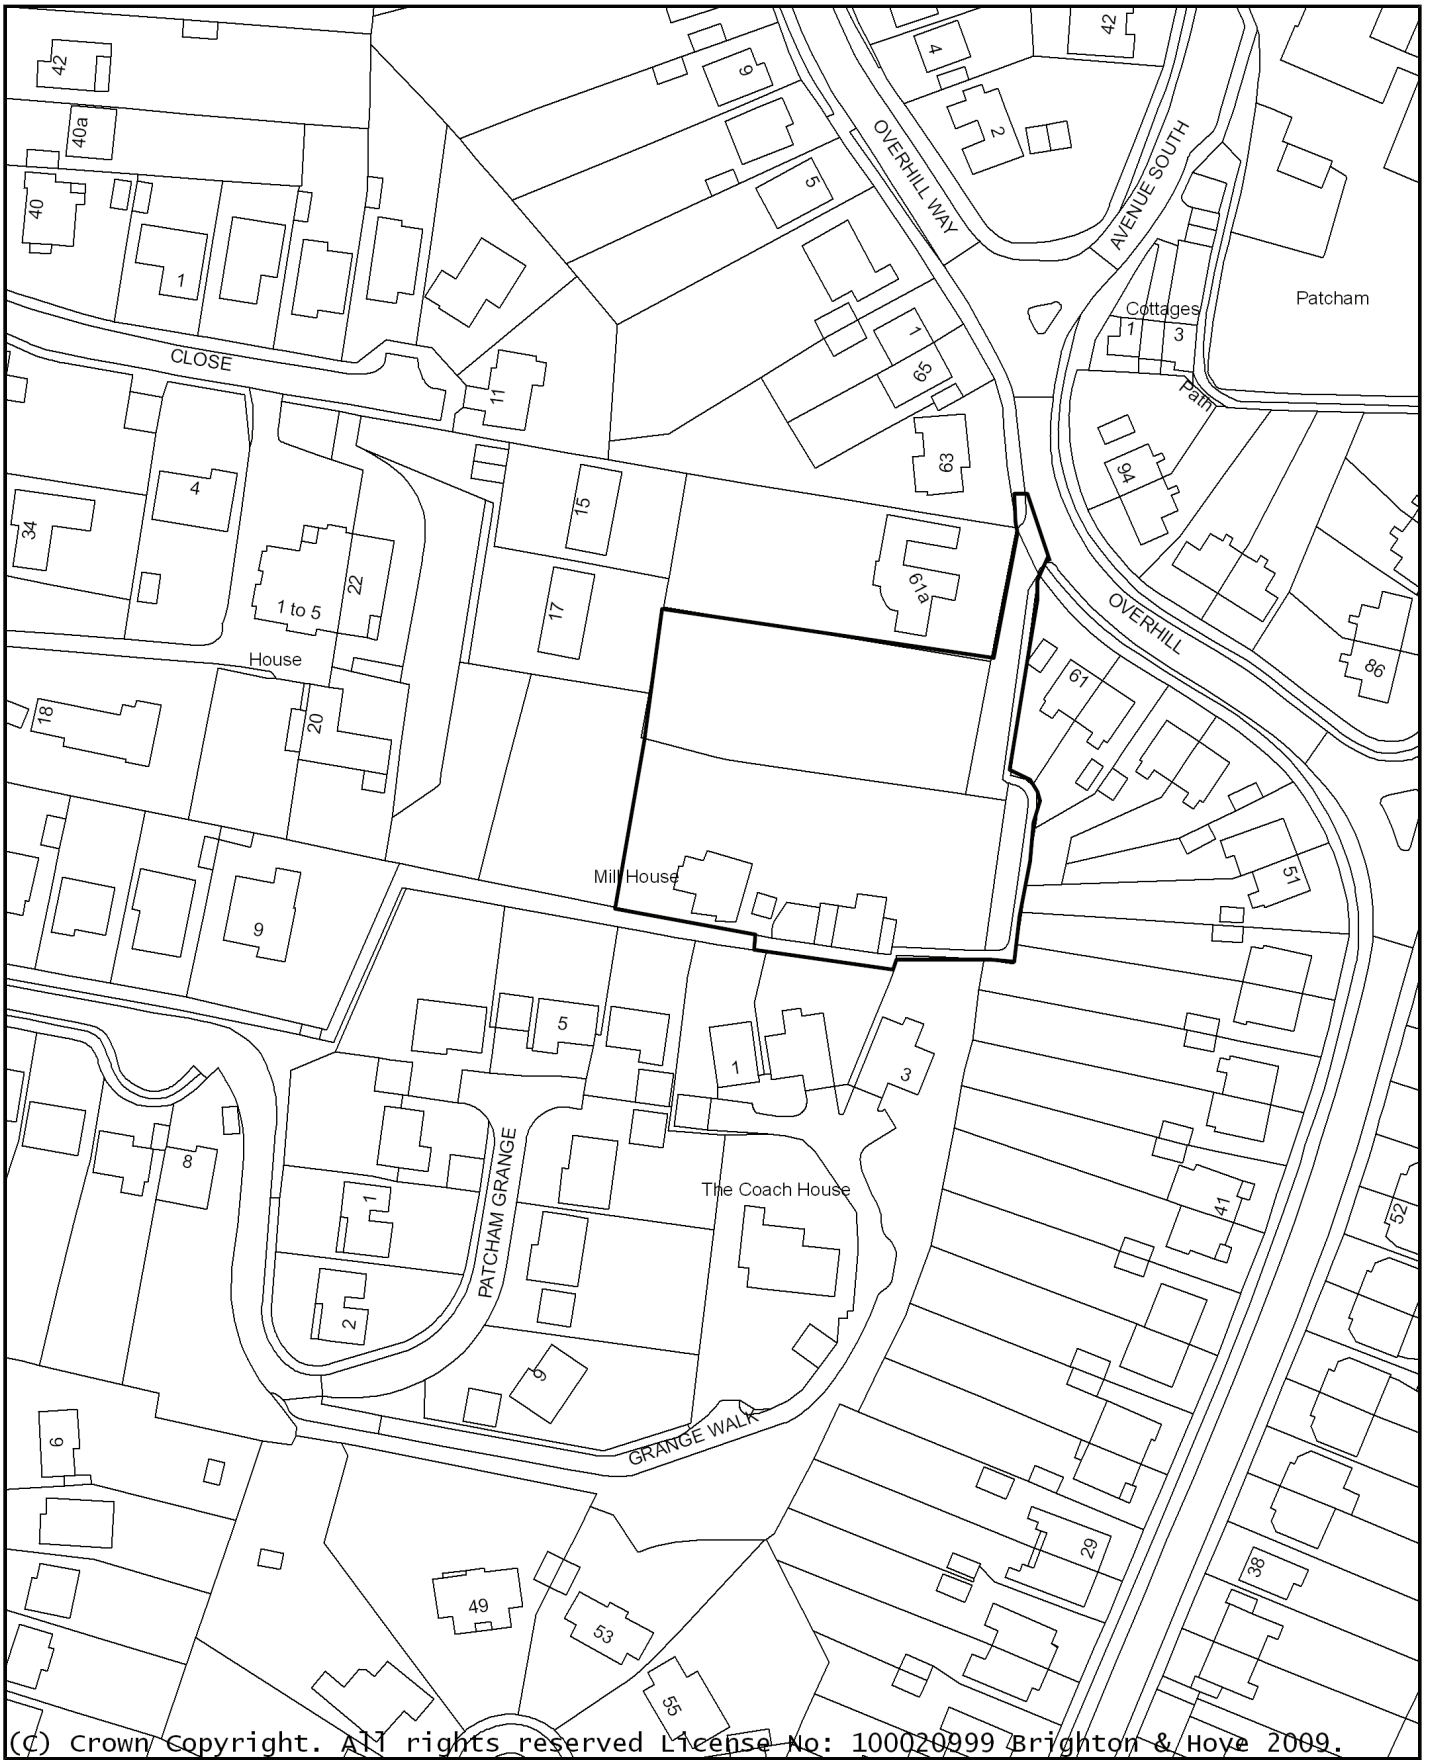 42
4
42
9
40a
2
5
OVERHILL WAY
AVENUE SOUTH
40
1
Patcham
Cottages
1
3
1
CLOSE
65
11
Path
63
94
4
15
34
22
61a
1 to 5
17
OVERHILL
House
86
61
18
20
Mill House
51
9
5
1
3
8
PATCHAM GRANGE
The Coach House
1
41
52
2
9
GRANGE WALK
6
29
38
49
53
55
(c) Crown Copyright. All rights reserved License No: 100020999 Brighton & Hove 2009.